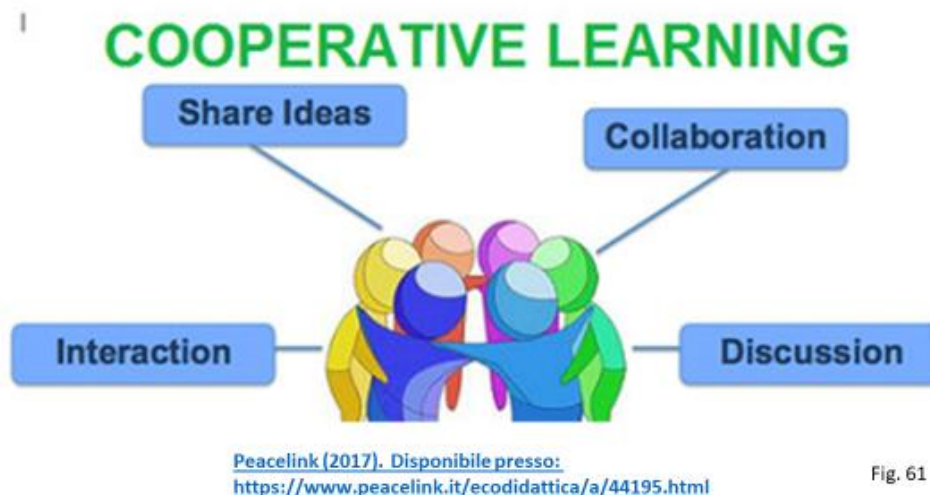 COOPERATIVE LEARNING
Share Ideas
Collaboration
Interaction
Discussion
Peacelink (2017). Disponibile presso:
https://www.peacelink.it/ecodidattica/a/44195.html
Fig. 61